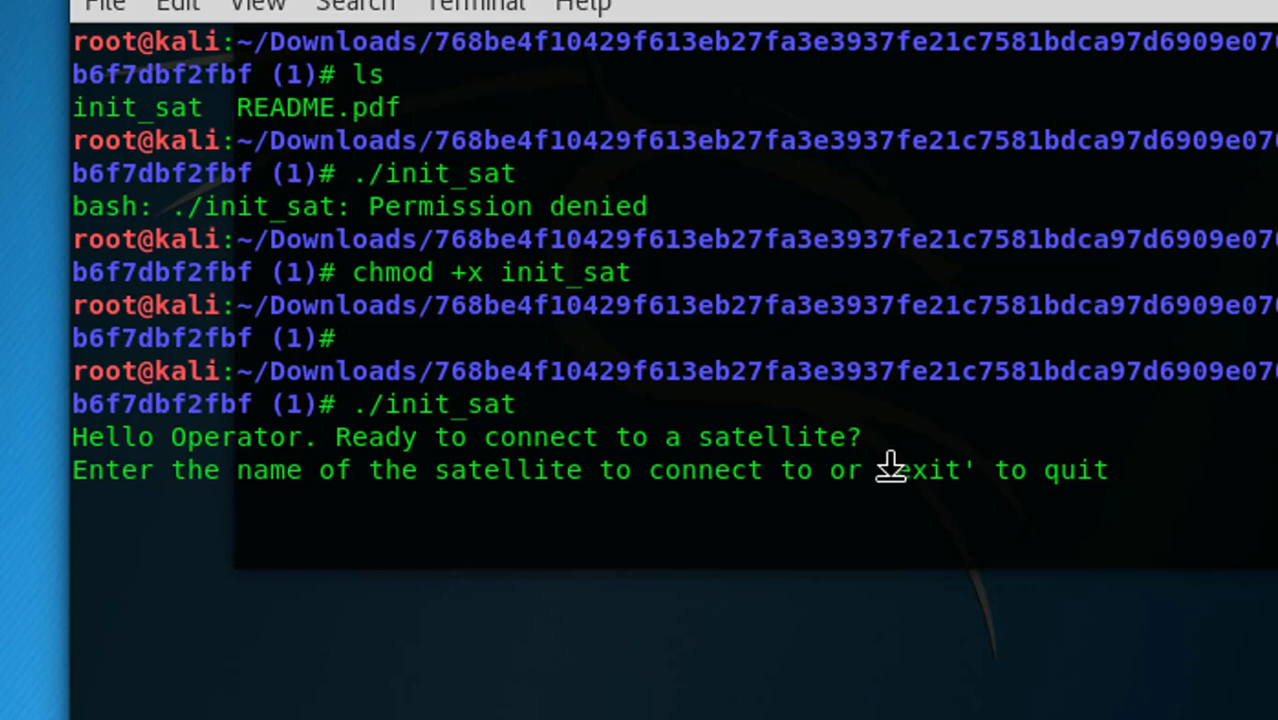 File Edit View Search Terminal Help
root@kali:~/Downloads/768be4f10429f613eb27fa3e3937fe21c7581bdca97d6909e07
b6f7dbf2fbf (1)# ls
init_sat  README.pdf
root@kali:~/Downloads/768be4f10429f613eb27fa3e3937fe21c7581bdca97d6909e07
b6f7dbf2fbf (1)# ./init_sat
bash: ./init_sat: Permission denied
root@kali:~/Downloads/768be4f10429f613eb27fa3e3937fe21c7581bdca97d6909e07
b6f7dbf2fbf (1)# chmod +x init_sat
root@kali:~/Downloads/768be4f10429f613eb27fa3e3937fe21c7581bdca97d6909e07
b6f7dbf2fbf (1)#
root@kali:~/Downloads/768be4f10429f613eb27fa3e3937fe21c7581bdca97d6909e07
b6f7dbf2fbf (1)# ./init_sat
Hello Operator. Ready to connect to a satellite?
Enter the name of the satellite to connect to or exit' to quit